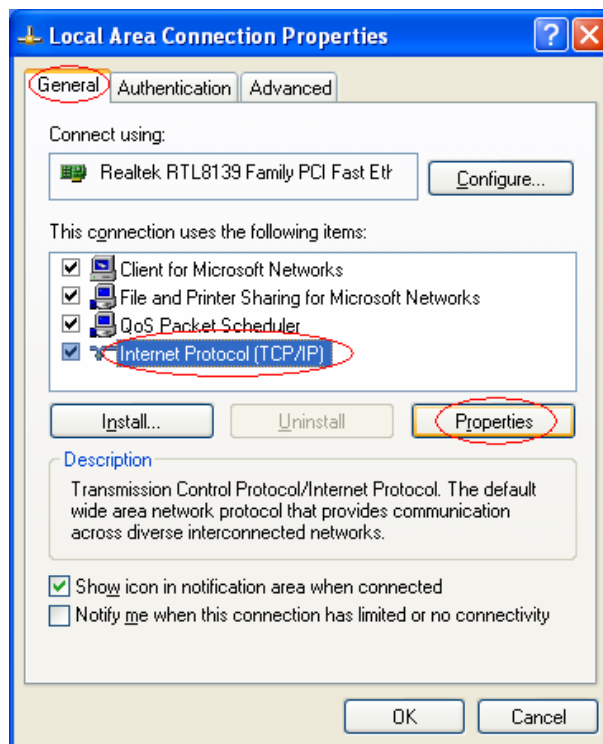 Local Area Connection Properties
General Authentication Advanced
Connect using:
Realtek RTL8139 Family PCI Fast Eth
Configure...
This connection uses the following items:
Client for Microsoft Networks
File and Printer Sharing for Microsoft Networks
QoS Packet Scheduler
Internet Protocol (TCP/IP)
Install... Uninstall Properties
Description
Transmission Control Protocol/Internet Protocol. The default
wide area network protocol that provides communication
across diverse interconnected networks.
Show icon in notification area when connected
Notify me when this connection has limited or no connectivity
OK Cancel